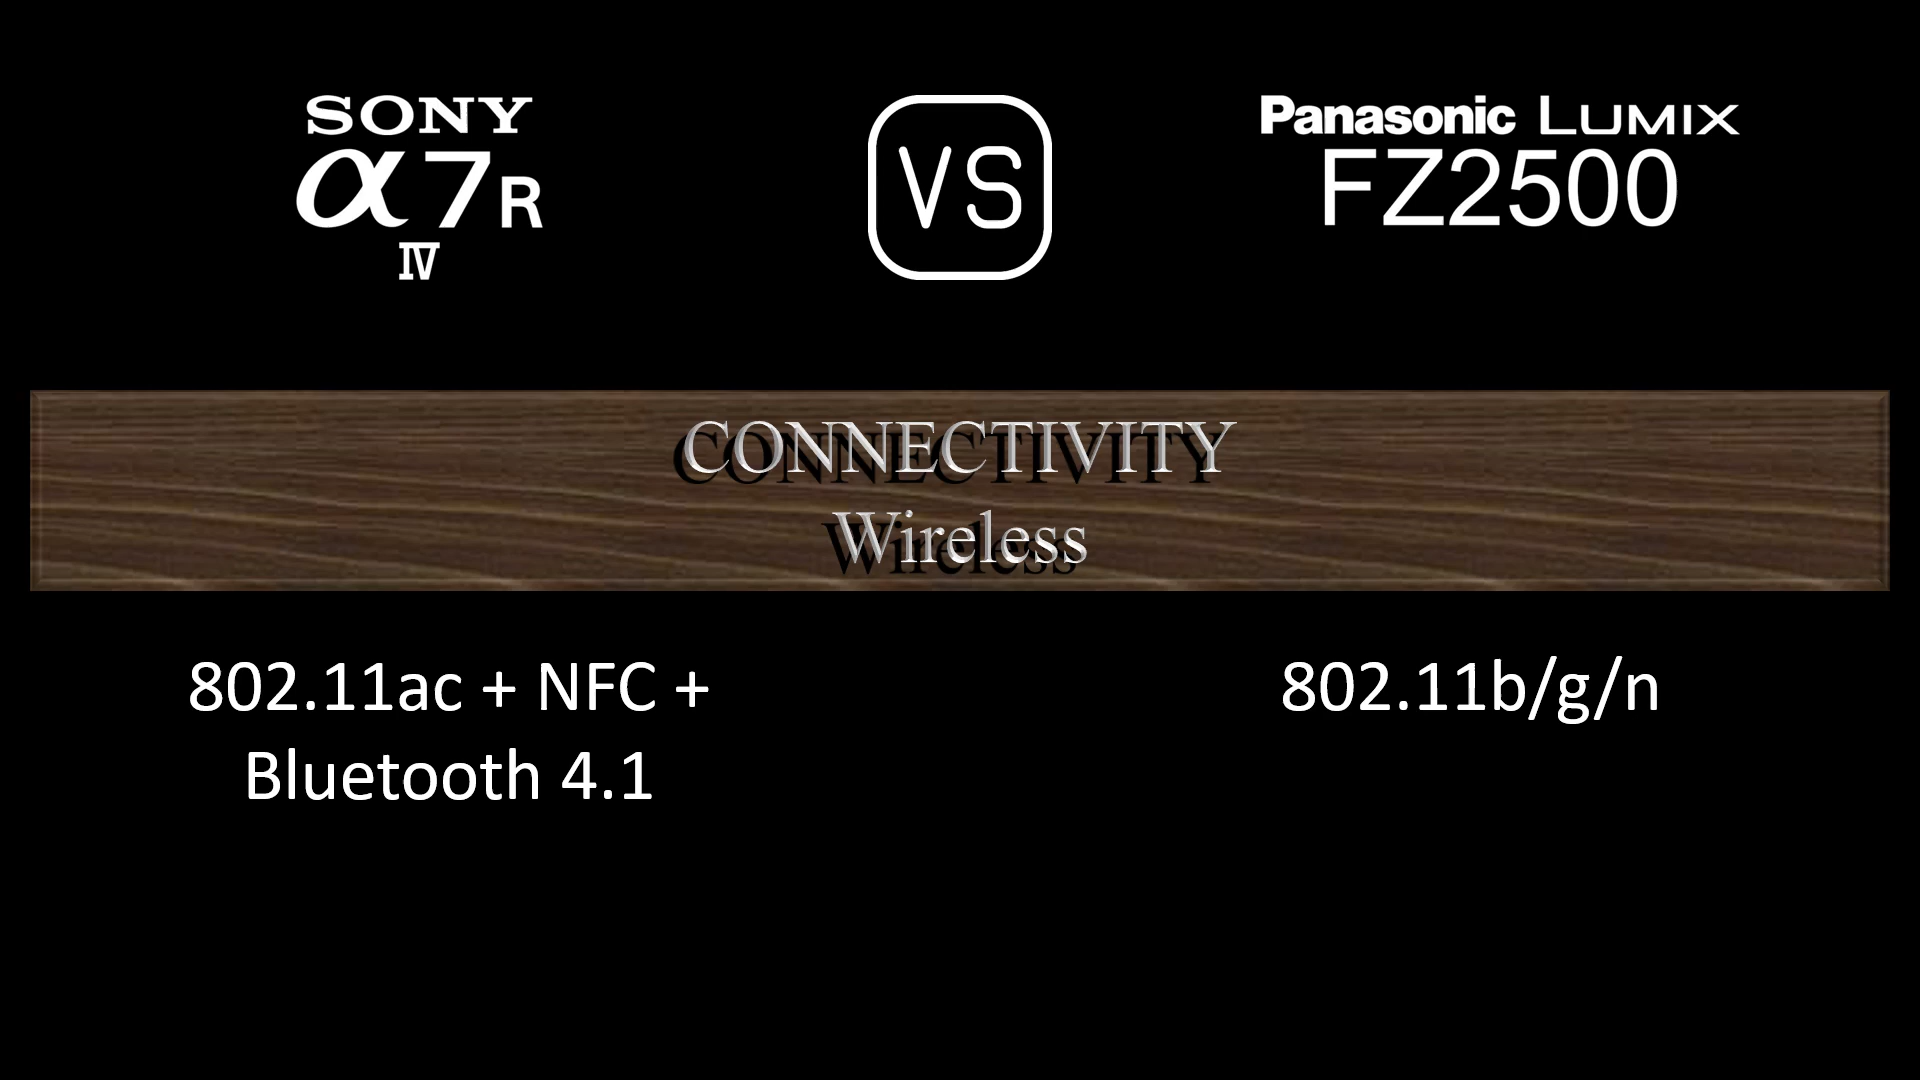 SONY
α7R
IV
VS
Panasonic LUMIX
FZ2500
CONNECTIVITY
Wireless
802.11ac + NFC +
Bluetooth 4.1
802.11b/g/n